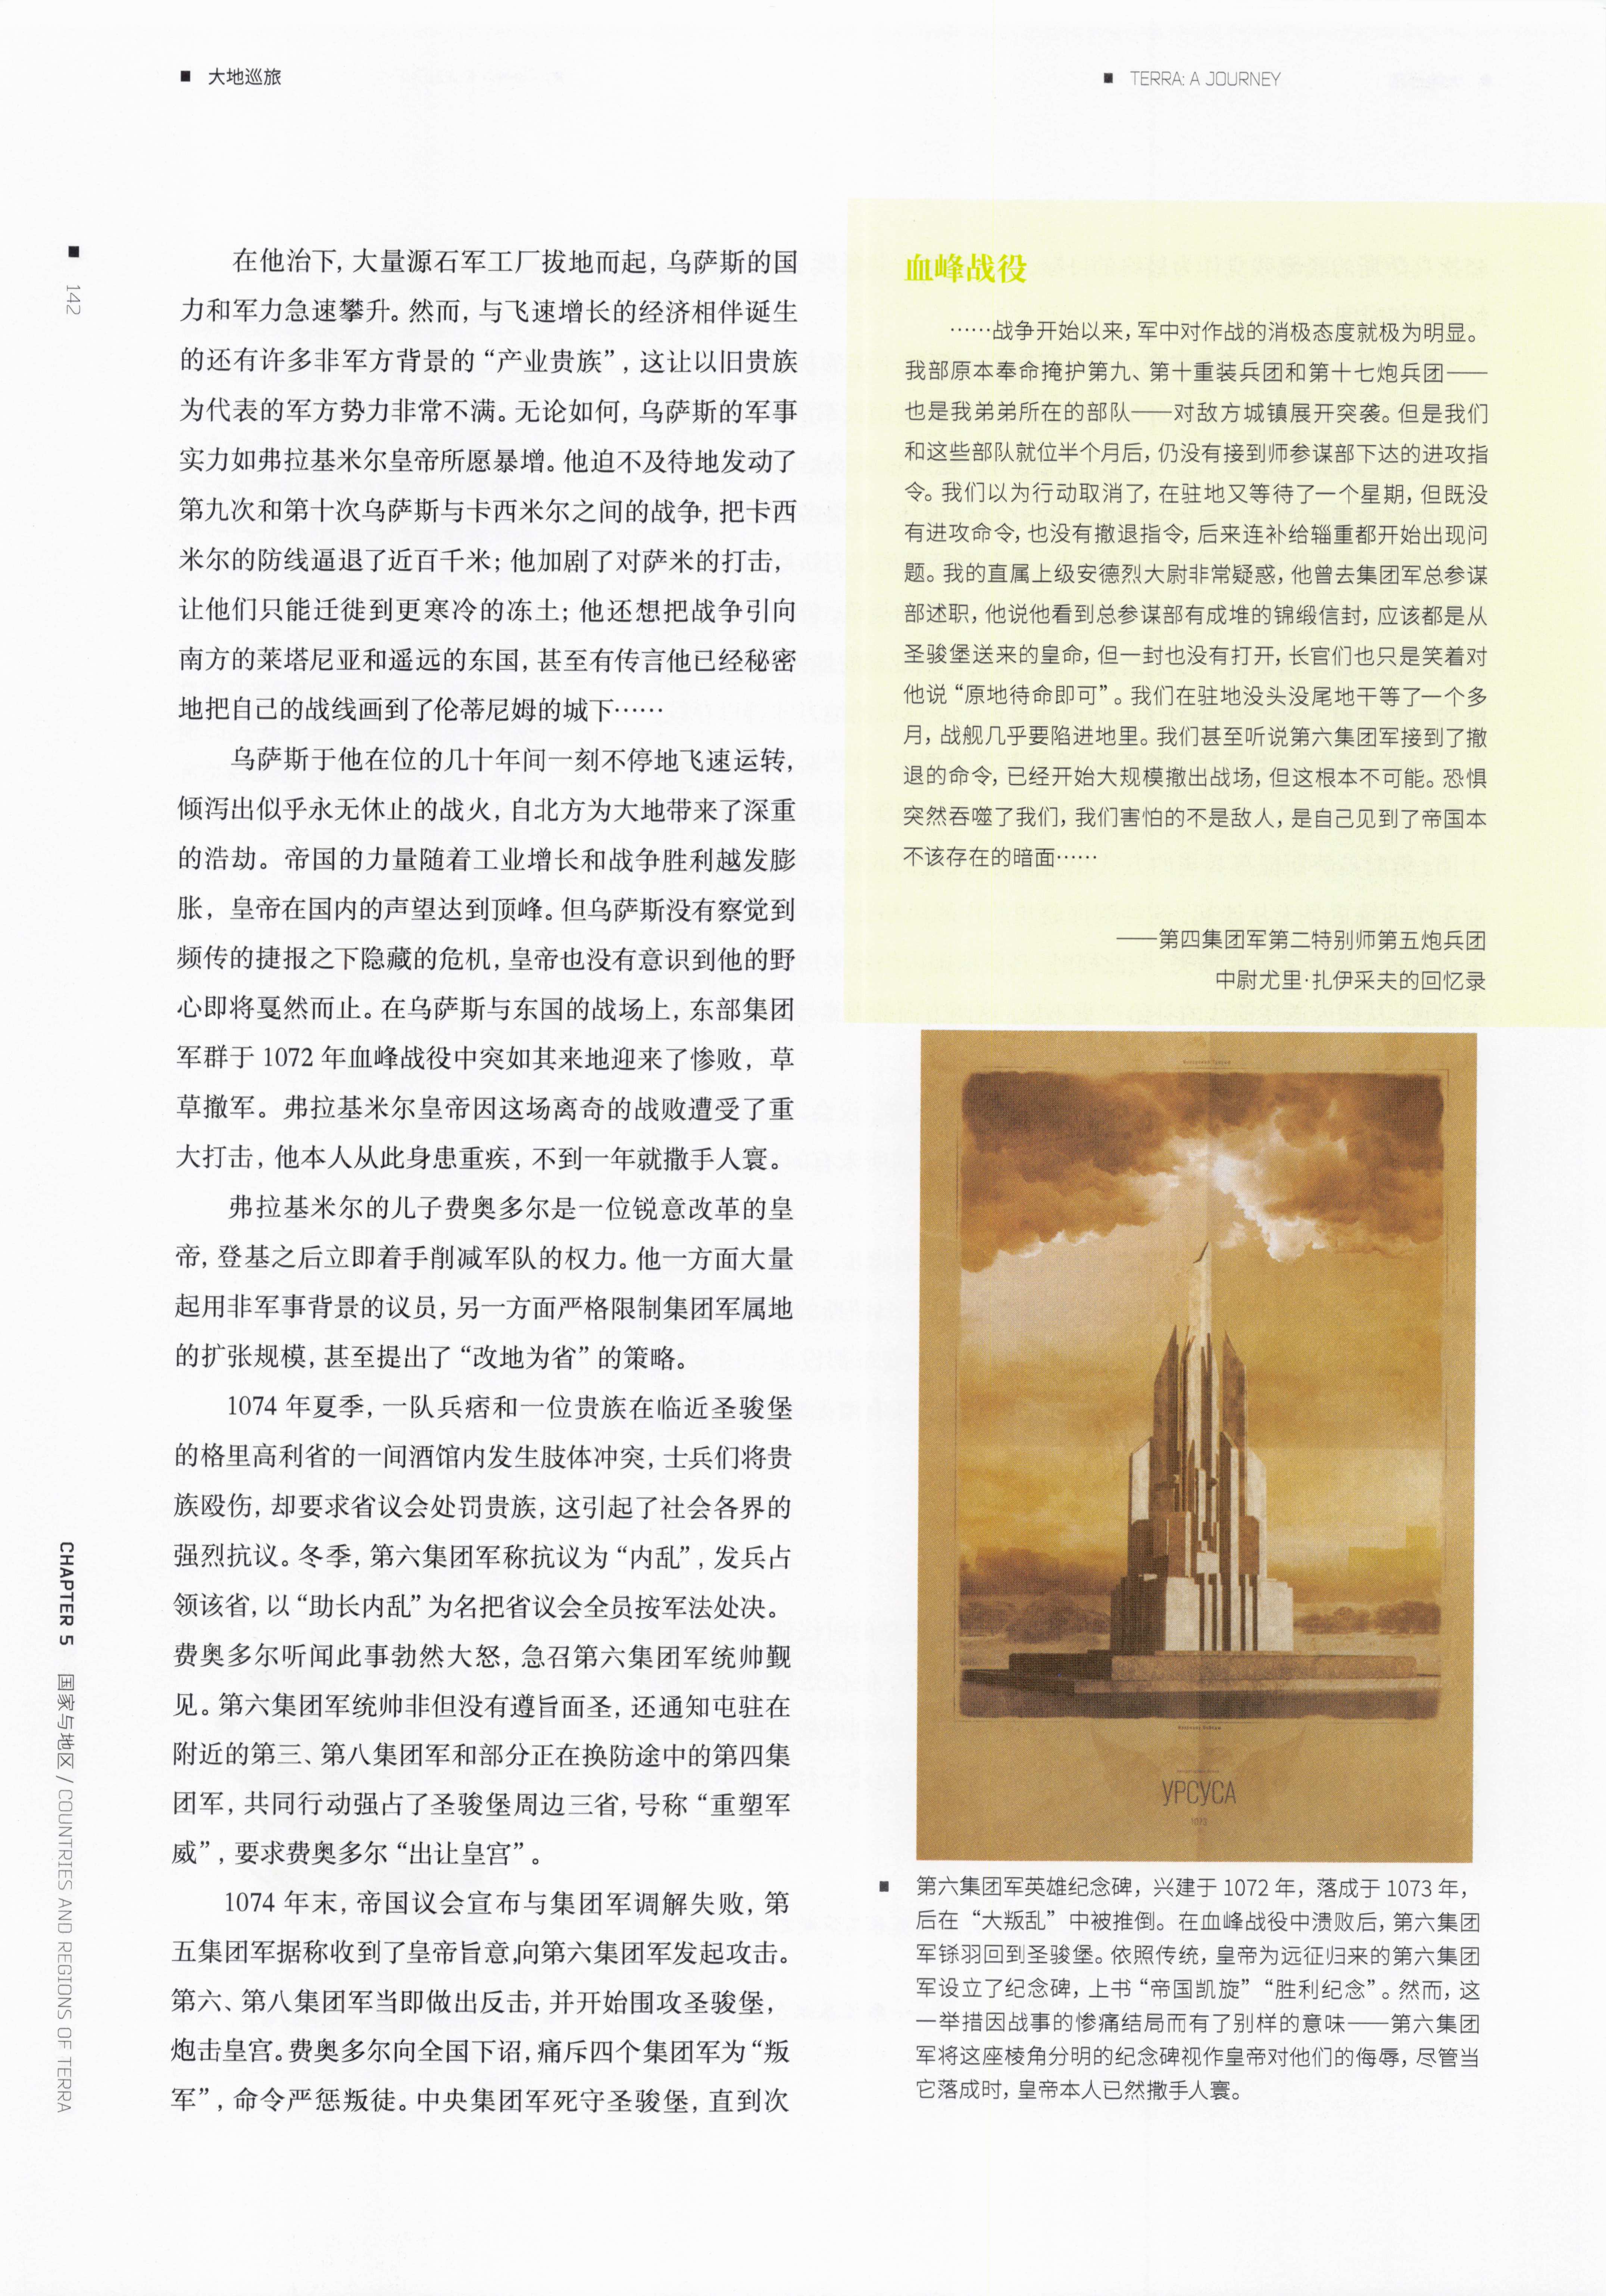 大地巡旅
TERRA: A JOURNEY
142
在他治下，大量源石军工厂拔地而起，乌萨斯的国
力和军力急速攀升。然而，与飞速增长的经济相伴诞生
的还有许多非军方背景的“产业贵族”，这让以旧贵族
为代表的军方势力非常不满。无论如何，乌萨斯的军事
实力如弗拉基米尔皇帝所愿暴增。他迫不及待地发动了
第九次和第十次乌萨斯与卡西米尔之间的战争，把卡西
米尔的防线逼退了近百千米；他加剧了对萨米的打击，
让他们只能迁徙到更寒冷的冻土；他还想把战争引向
南方的莱塔尼亚和遥远的东国，甚至有传言他已经秘密
地把自己的战线画到了伦蒂尼姆的城下……
乌萨斯于他在位的几十年间一刻不停地飞速运转，
倾泻出似乎永无休止的战火，自北方为大地带来了深重
的浩劫。帝国的力量随着工业增长和战争胜利越发膨
胀，皇帝在国内的声望达到顶峰。但乌萨斯没有察觉到
频传的捷报之下隐藏的危机，皇帝也没有意识到他的野
心即将戛然而止。在乌萨斯与东国的战场上，东部集团
军群于 1072 年血峰战役中突如其来地迎来了惨败，草
草撤军。弗拉基米尔皇帝因这场离奇的战败遭受了重
大打击，他本人从此身患重疾，不到一年就撒手人寰。
弗拉基米尔的儿子费奥多尔是一位锐意改革的皇
帝，登基之后立即着手削减军队的权力。他一方面大量
起用非军事背景的议员，另一方面严格限制集团军属地
的扩张规模，甚至提出了“改地为省”的策略。
1074 年夏季，一队兵痞和一位贵族在临近圣骏堡
的格里高利省的一间酒馆内发生肢体冲突，士兵们将贵
族殴伤，却要求省议会处罚贵族，这引起了社会各界的
强烈抗议。冬季，第六集团军称抗议为“内乱”，发兵占
领该省，以“助长内乱”为名把省议会全员按军法处决。
费奥多尔听闻此事勃然大怒，急召第六集团军统帅觐
见。第六集团军统帅非但没有遵旨面圣，还通知屯驻在
附近的第三、第八集团军和部分正在换防途中的第四集
团军，共同行动强占了圣骏堡周边三省，号称“重塑军
威”，要求费奥多尔“出让皇宫”。
1074 年末，帝国议会宣布与集团军调解失败，第
五集团军据称收到了皇帝旨意，向第六集团军发起攻击。
第六、第八集团军当即做出反击，并开始围攻圣骏堡，
炮击皇宫。费奥多尔向全国下诏，痛斥四个集团军为“叛
军”，命令严惩叛徒。中央集团军死守圣骏堡，直到次
血峰战役
……战争开始以来，军中对作战的消极态度就极为明显。
我部原本奉命掩护第九、第十重装兵团和第十七炮兵团——
也是我弟弟所在的部队——对敌方城镇展开突袭。但是我们
和这些部队就位半个月后，仍没有接到师参谋部下达的进攻指
令。我们以为行动取消了，在驻地又等待了一个星期，但既没
有进攻命令，也没有撤退指令，后来连补给辎重都开始出现问
题。我的直属上级安德烈大尉非常疑惑，他曾去集团军总参谋
部述职，他说他看到总参谋部有成堆的锦缎信封，应该都是从
圣骏堡送来的皇命，但一封也没有打开，长官们也只是笑着对
他说“原地待命即可”。我们在驻地没头没尾地干等了一个多
月，战舰几乎要陷进地里。我们甚至听说第六集团军接到了撤
退的命令，已经开始大规模撤出战场，但这根本不可能。恐惧
突然吞噬了我们，我们害怕的不是敌人，是自己见到了帝国本
不该存在的暗面……
——第四集团军第二特别师第五炮兵团
中尉尤里·扎伊采夫的回忆录
УРСУСА
1073
第六集团军英雄纪念碑，兴建于 1072 年，落成于 1073 年，
后在“大叛乱”中被推倒。在血峰战役中溃败后，第六集团
军铩羽回到圣骏堡。依照传统，皇帝为远征归来的第六集团
军设立了纪念碑，上书“帝国凯旋”“胜利纪念”。然而，这
一举措因战事的惨痛结局而有了别样的意味——第六集团
军将这座棱角分明的纪念碑视作皇帝对他们的侮辱，尽管当
它落成时，皇帝本人已然撒手人寰。
CHAPTER 5 国家与地区 / COUNTRIES AND REGIONS OF TERRA